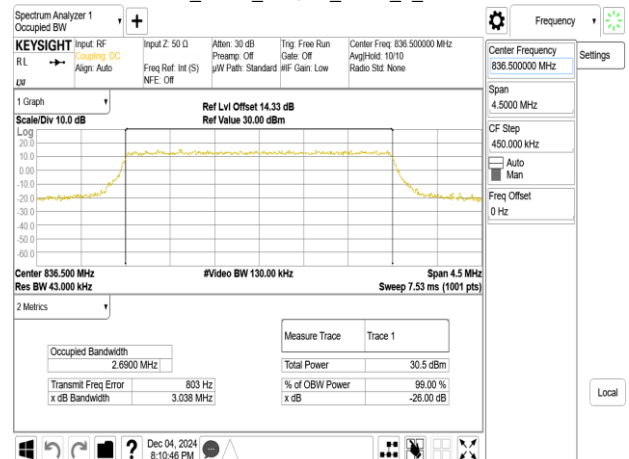 Spectrum Analyzer 1
Occupied BW
Frequency
KEYSIGHT
RL
LXI
Input: RF
Coupling: DC
Align: Auto
Input Z: 50 Ω
Freq Ref: Int (S)
NFE: Off
Atten: 30 dB
Preamp: Off
µW Path: Standard
Trig: Free Run
Gate: Off
#IF Gain: Low
Center Freq: 836.500000 MHz
Avg|Hold: 10/10
Radio Std: None
Center Frequency
836.500000 MHz
Settings
Span
4.5000 MHz
CF Step
450.000 kHz
Auto
Man
Freq Offset
0 Hz
Local
1 Graph
Scale/Div 10.0 dB
Ref Lvl Offset 14.33 dB
Ref Value 30.00 dBm
Log
20.0
10.0
0.00
-10.0
-20.0
-30.0
-40.0
-50.0
-60.0
Center 836.500 MHz
#Video BW 130.00 kHz
Span 4.5 MHz
Res BW 43.000 kHz
Sweep 7.53 ms (1001 pts)
2 Metrics
Measure Trace Trace 1
Occupied Bandwidth
2.6900 MHz
Total Power 30.5 dBm
Transmit Freq Error 803 Hz
% of OBW Power 99.00 %
x dB Bandwidth 3.038 MHz
x dB -26.00 dB
?
Dec 04, 2024
8:10:46 PM